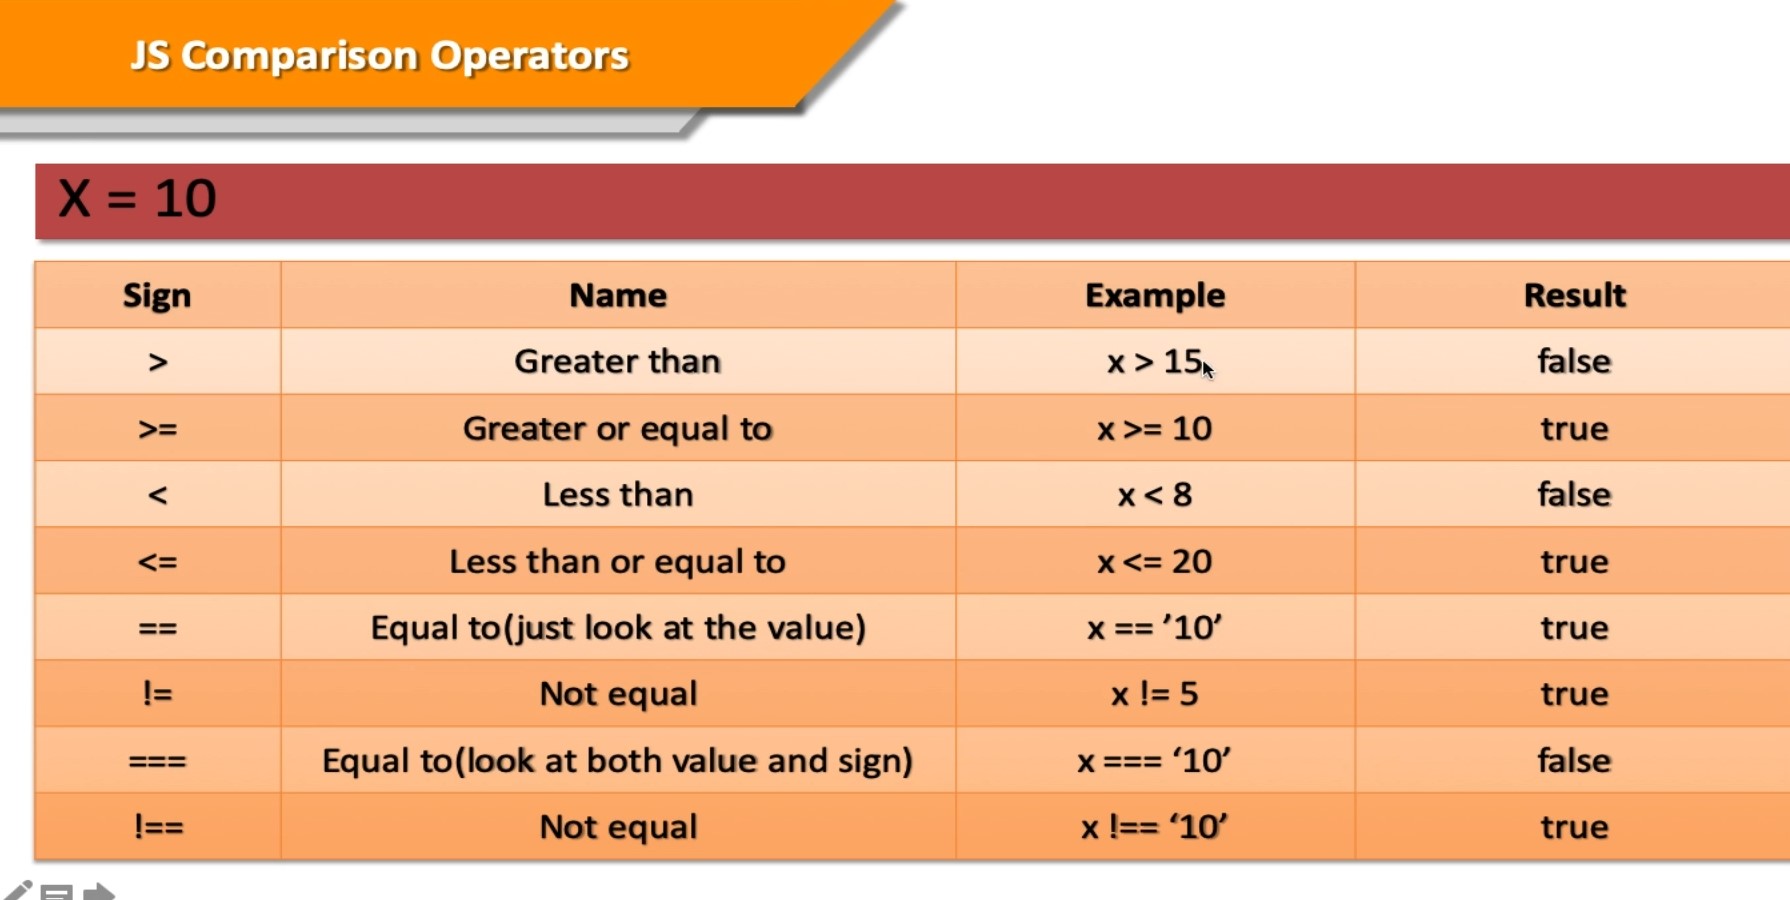 JS Comparison Operators
X = 10
Sign Name Example Result
> Greater than x > 15 false
>= Greater or equal to x >= 10 true
< Less than x < 8 false
<= Less than or equal to x <= 20 true
== Equal to(just look at the value) x == ’10’ true
!= Not equal x != 5 true
=== Equal to(look at both value and sign) x === ‘10’ false
!== Not equal x !== ‘10’ true